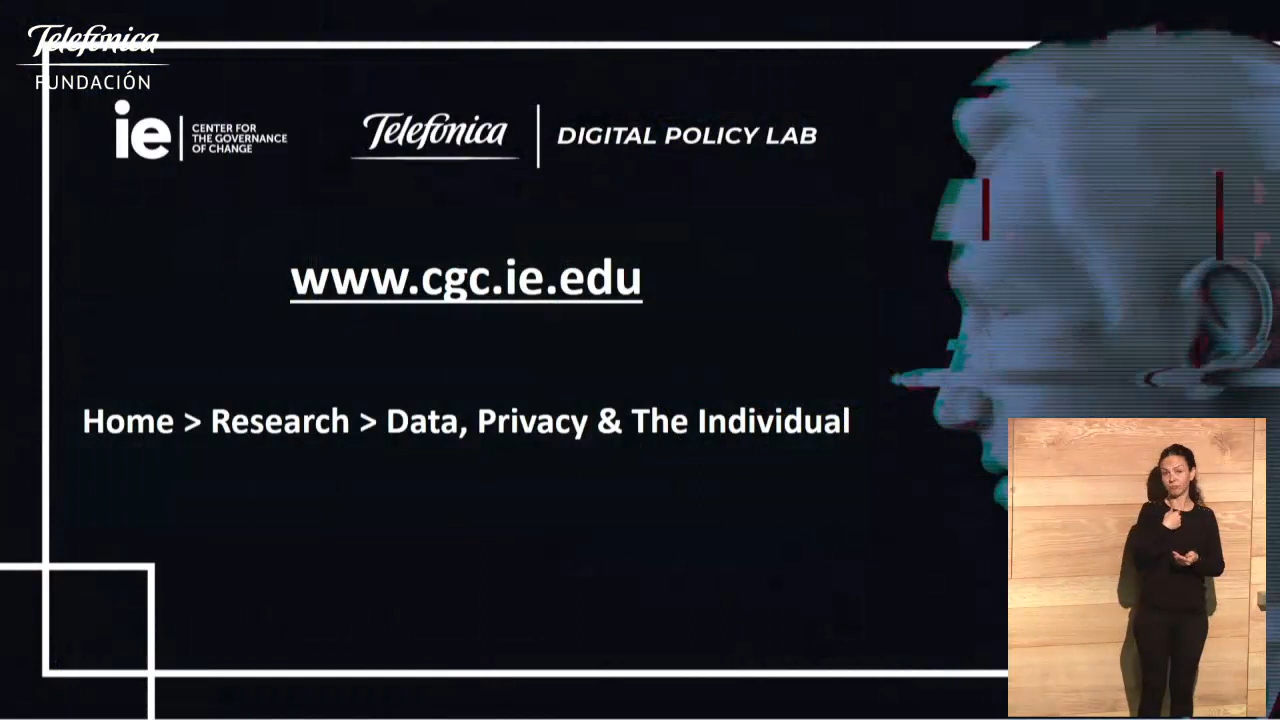 Telefónica
FUNDACIÓN
ie
CENTER FOR
THE GOVERNANCE
OF CHANGE
Telefónica
DIGITAL POLICY LAB
www.cgc.ie.edu
Home > Research > Data, Privacy & The Individual